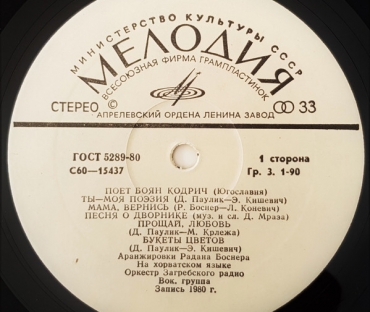 МИНИСТЕРСТВО КУЛЬТУРЫ СССР
МЕЛОДИЯ
ВСЕСОЮЗНАЯ ФИРМА ГРАМПЛАСТИНОК
СТЕРЕО © 33
АПРЕЛЕВСКИЙ ОРДЕНА ЛЕНИНА ЗАВОД
ГОСТ 5289-80 1 сторона
С60—15437 Гр. 3. 1-90
ПОЕТ БОЯН КОДРИЧ (Югославия)
ТЫ—МОЯ ПОЭЗИЯ (Д. Паулик—Э. Кишевич)
МАМА, ВЕРНИСЬ (Р. Боснер—Л. Коневич)
ПЕСНЯ О ДВОРНИКЕ (муз. и сл. Д. Мраза)
ПРОЩАЙ, ЛЮБОВЬ
(Д. Паулик—М. Крлежа)
БУКЕТЫ ЦВЕТОВ
(Д. Паулик—Э. Кишевич)
Аранжировки Радана Боснера
На хорватском языке
Оркестр Загребского радио
Вок. группа
Запись 1980 г.